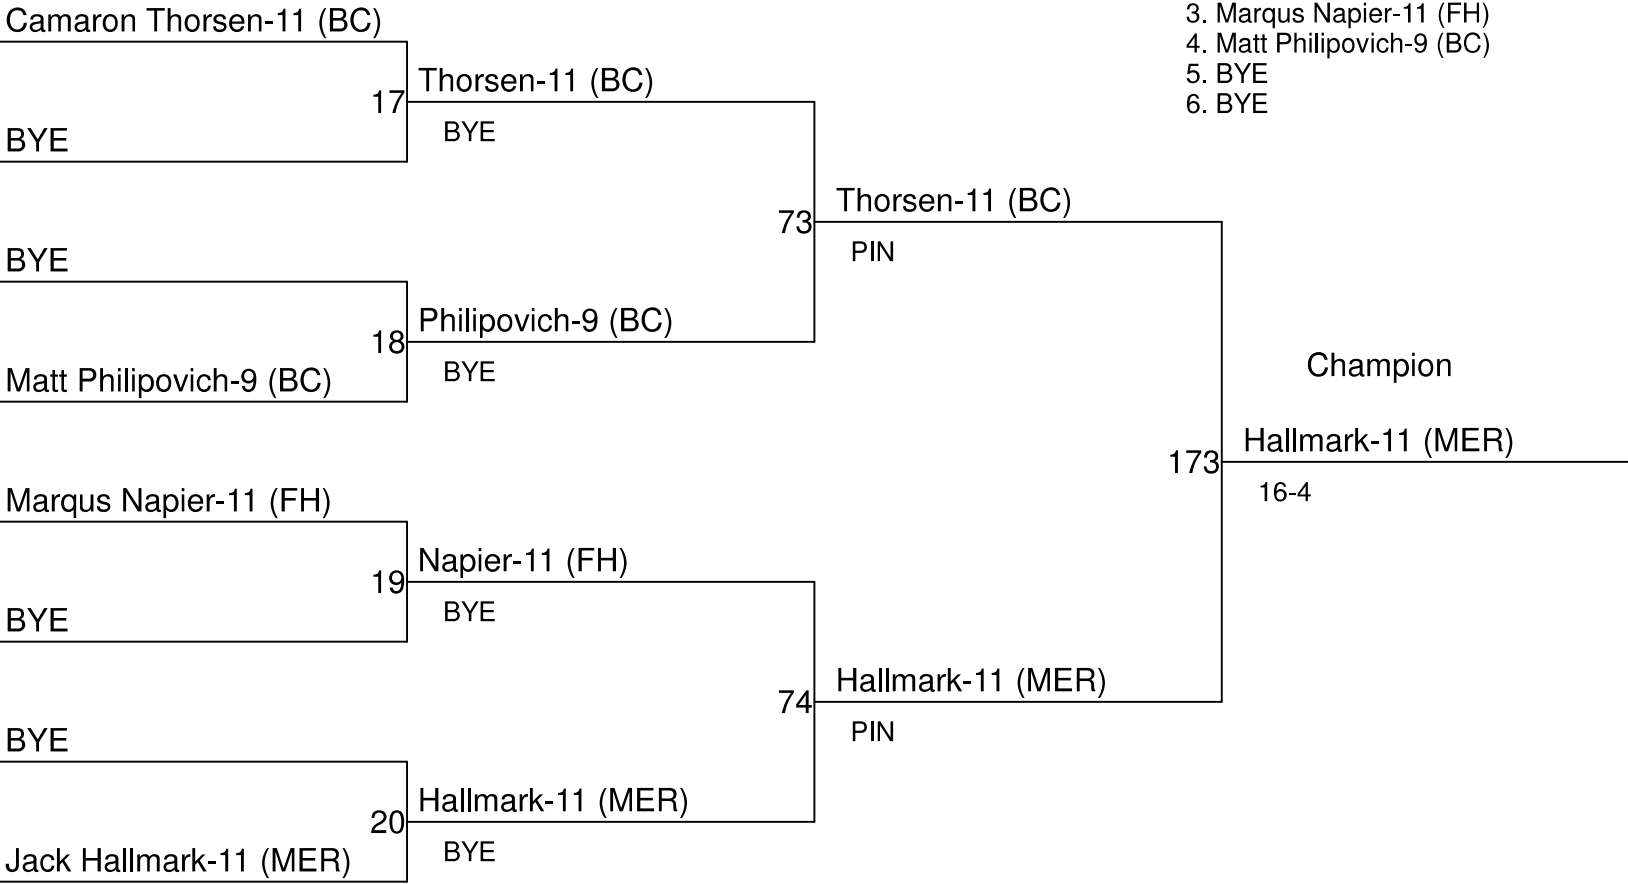 Camaron Thorsen-11 (BC)
3. Marqus Napier-11 (FH)
4. Matt Philipovich-9 (BC)
5. BYE
6. BYE
17
Thorsen-11 (BC)
BYE
BYE
73
Thorsen-11 (BC)
PIN
BYE
18
Philipovich-9 (BC)
BYE
Matt Philipovich-9 (BC)
Champion
173
Hallmark-11 (MER)
16-4
Marqus Napier-11 (FH)
19
Napier-11 (FH)
BYE
BYE
74
Hallmark-11 (MER)
PIN
BYE
20
Hallmark-11 (MER)
BYE
Jack Hallmark-11 (MER)